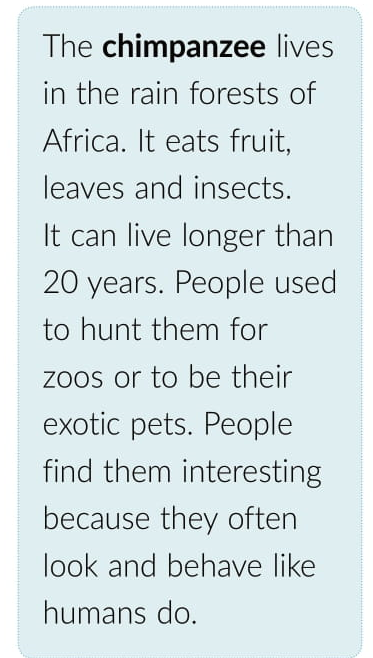 The chimpanzee lives
in the rain forests of
Africa. It eats fruit,
leaves and insects.
It can live longer than
20 years. People used
to hunt them for
zoos or to be their
exotic pets. People
find them interesting
because they often
look and behave like
humans do.